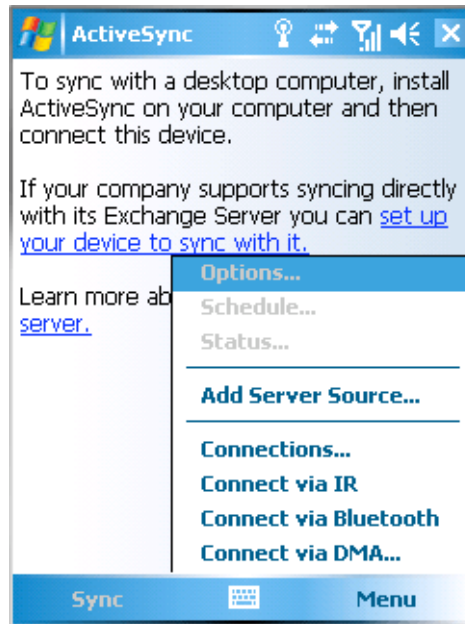 ActiveSync
To sync with a desktop computer, install
ActiveSync on your computer and then
connect this device.
If your company supports syncing directly
with its Exchange Server you can set up
your device to sync with it.
Learn more ab
server.
Options...
Schedule...
Status...
Add Server Source...
Connections...
Connect via IR
Connect via Bluetooth
Connect via DMA...
Sync
Menu